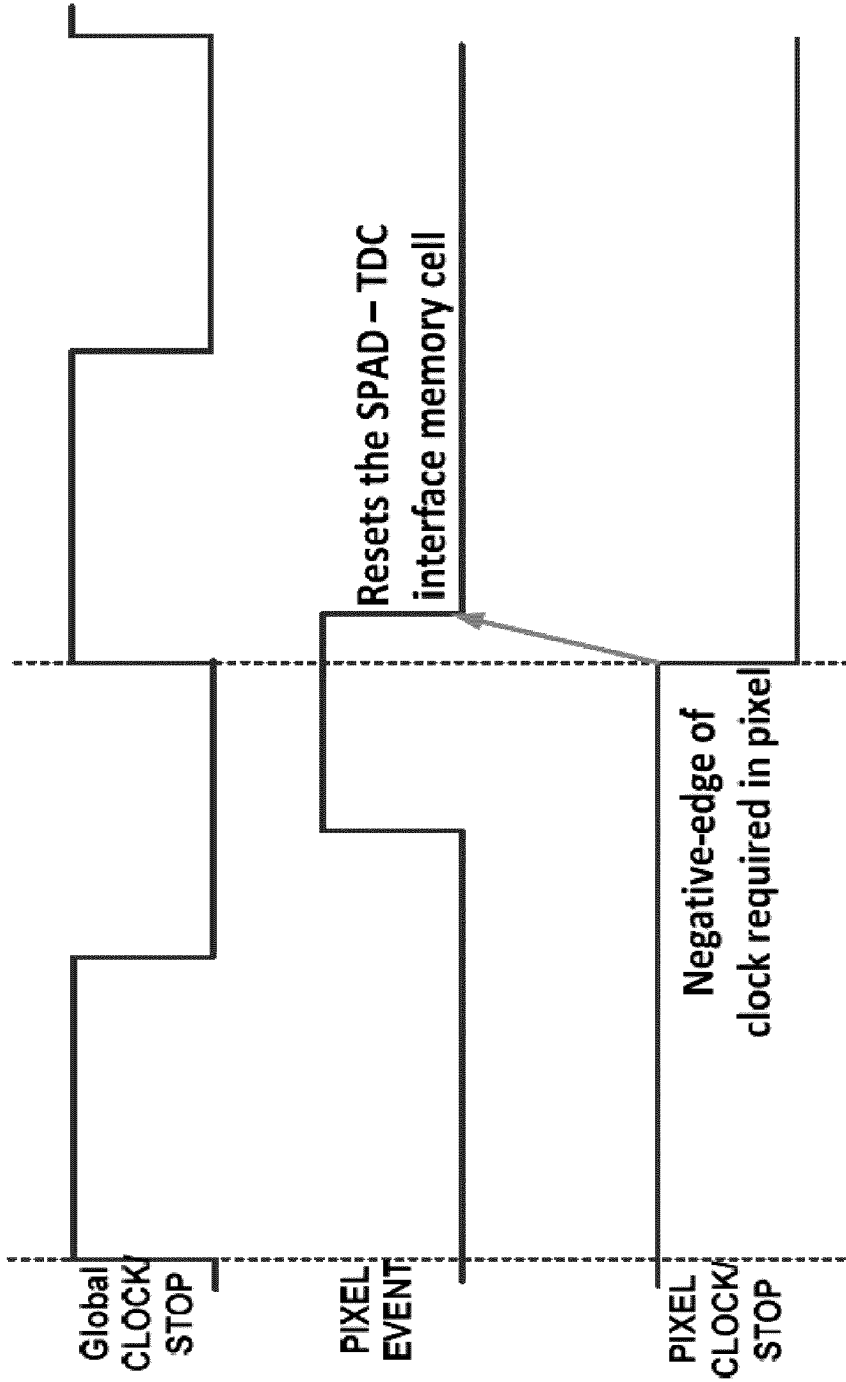 Global
CLOCK/
STOP
PIXEL
EVENT
Resets the SPAD – TDC
interface memory cell
PIXEL
CLOCK/
STOP
Negative-edge of
clock required in pixel